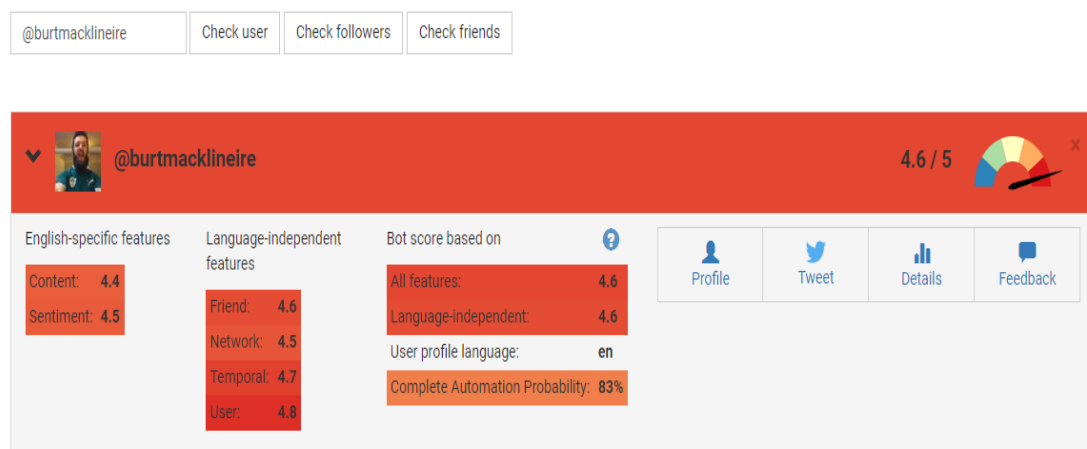 @burtmacklineire
Check user
Check followers
Check friends
@burtmacklineire
4.6 / 5
x
English-specific features
Content: 4.4
Sentiment: 4.5
Language-independent
features
Friend: 4.6
Network: 4.5
Temporal: 4.7
User: 4.8
Bot score based on
?
All features: 4.6
Language-independent: 4.6
User profile language: en
Complete Automation Probability: 83%
Profile
Tweet
Details
Feedback